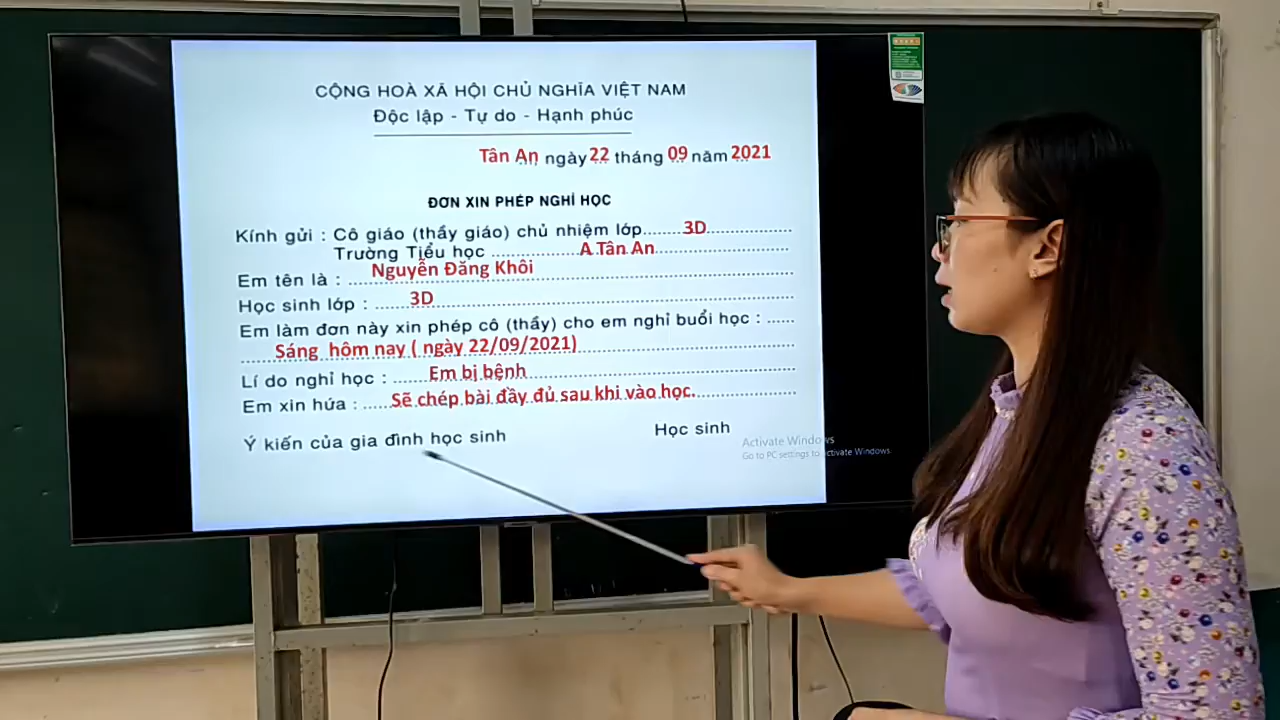 CỘNG HOÀ XÃ HỘI CHỦ NGHĨA VIỆT NAM
Độc lập - Tự do - Hạnh phúc
Tân An ngày 22 tháng 09 năm 2021
ĐƠN XIN PHÉP NGHỈ HỌC
Kính gửi : Cô giáo (thầy giáo) chủ nhiệm lớp........3D....................
Trường Tiểu học ....................A Tân An..............................
Em tên là : ....Nguyễn Đăng Khôi....................
Học sinh lớp : .......3D....................
Em làm đơn này xin phép cô (thầy) cho em nghỉ buổi học : ......
.......Sáng hôm nay ( ngày 22/09/2021)....................
Lí do nghỉ học : .......Em bị bệnh....................
Em xin hứa : ......Sẽ chép bài đầy đủ sau khi vào học.....................
Ý kiến của gia đình học sinh
Học sinh
Activate Windows
Go to PC settings to activate Windows.